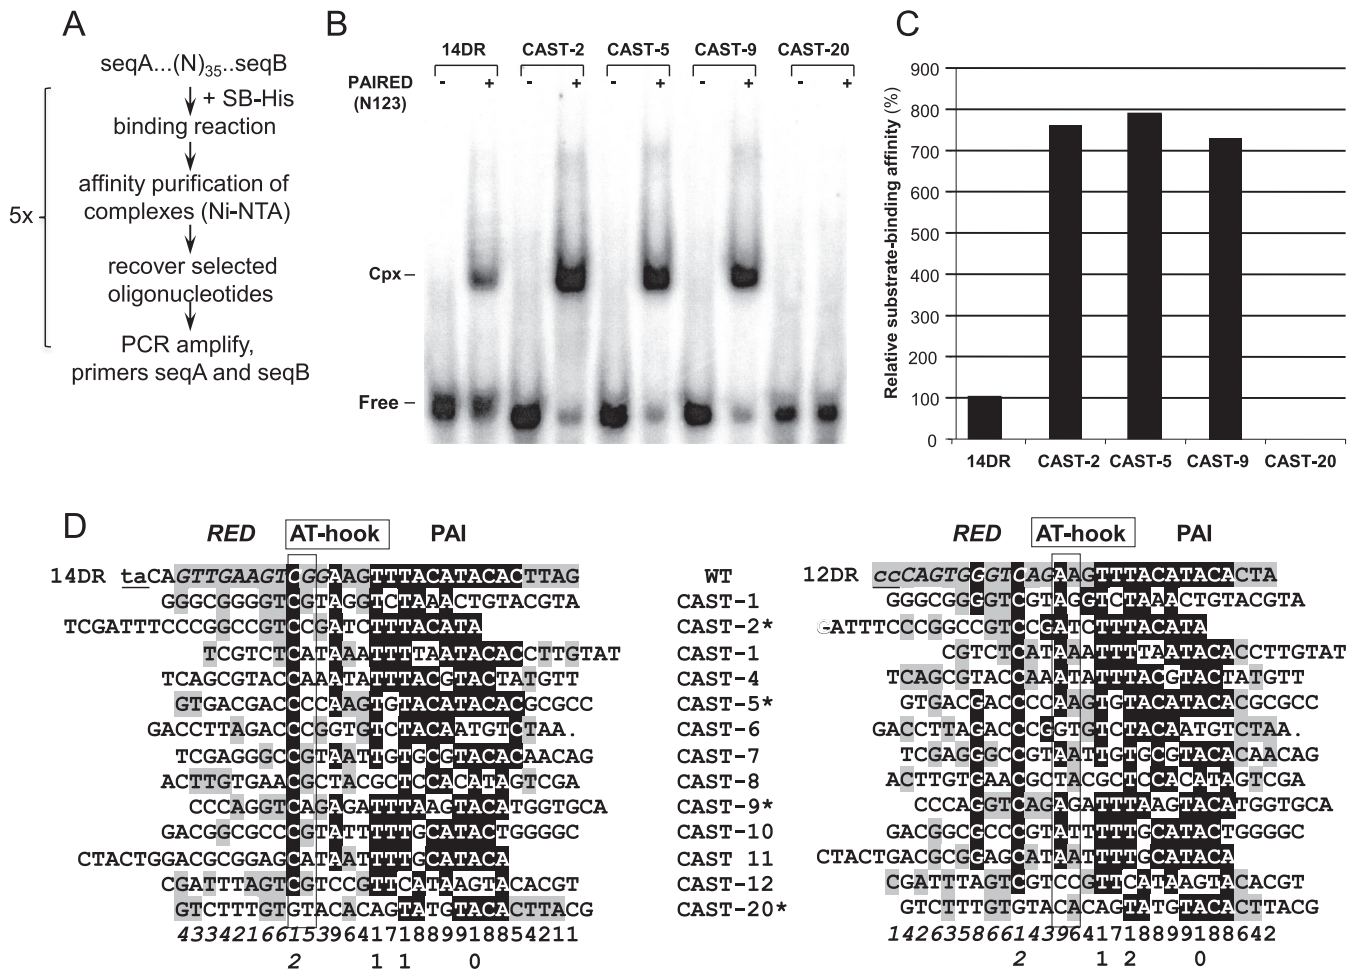 A
seqA...(N)35..seqB
+ SB-His
binding reaction
affinity purification of
complexes (Ni-NTA)
recover selected
oligonucleotides
PCR amplify,
primers seqA and seqB
5x
B
14DR CAST-2 CAST-5 CAST-9 CAST-20
PAIRED - + - + - + - + - +
(N123)
Cpx
Free
C
Relative substrate-binding affinity (%)
900
800
700
600
500
400
300
200
100
0
14DR CAST-2 CAST-5 CAST-9 CAST-20
D
RED AT-hook PAI RED AT-hook PAI
14DR taCAGTTGAAGTCGGAAGTTTACATACACTTAG WT 12DR ccCAGTGGGTCAGAAGTTTACATACACTA
GGGCGGGGTCGTAGGTCTAAACTGTACGTA CAST-1 GGGCGGGGTCGTAGGTCTAAACTGTACGTA
TCGATTTCCCGGCCGTCCGATCTTTACATA CAST-2* GATTTCCCGGCCGTCCGATCTTTACATA
TCGTCTCATAAATTTTAATACACCTTGTAT CAST-1 CGTCTCATAAATTTTAATACACCTTGTAT
TCAGCGTACCAAATATTTACGTACTATGTT CAST-4 TCAGCGTACCAAATATTTACGTACTATGTT
GTGACGACCCCAAGTGTACATACACGCGCC CAST-5* GTGACGACCCCAAGTGTACATACACGCGCC
GACCTTAGACCCGGTGTCTACAATGTCTAA. CAST-6 GACCTTAGACCCGGTGTCTACAATGTCTAA.
TCGAGGGCCGTAATTGTGCGTACACAACAG CAST-7 TCGAGGGCCGTAATTGTGCGTACACAACAG
ACTTGTGAACGCTACGCTCCACATAGTCGA CAST-8 ACTTGTGAACGCTACGCTCCACATAGTCGA
CCCAGGTCAGAGATTTAAGTACATGGTGCA CAST-9* CCCAGGTCAGAGATTTAAGTACATGGTGCA
GACGGCGCCCGTATTTTTGCATACTGGGGC CAST-10 GACGGCGCCCGTATTTTTGCATACTGGGGC
CTACTGGACGCGGAGCATAATTTTGCATACA CAST 11 CTACTGACGCGGAGCATAATTTTGCATACA
CGATTTAGTCGTCCGTTCATAAGTACACGT CAST-12 CGATTTAGTCGTCCGTTCATAAGTACACGT
GTCTTTGTGTACACAGTATGTACACTTACG CAST-20* GTCTTTGTGTACACAGTATGTACACTTACG
43342166153964117188991885​4211 1426358661439641718899188642
2 1 1 0 2 1 2 0